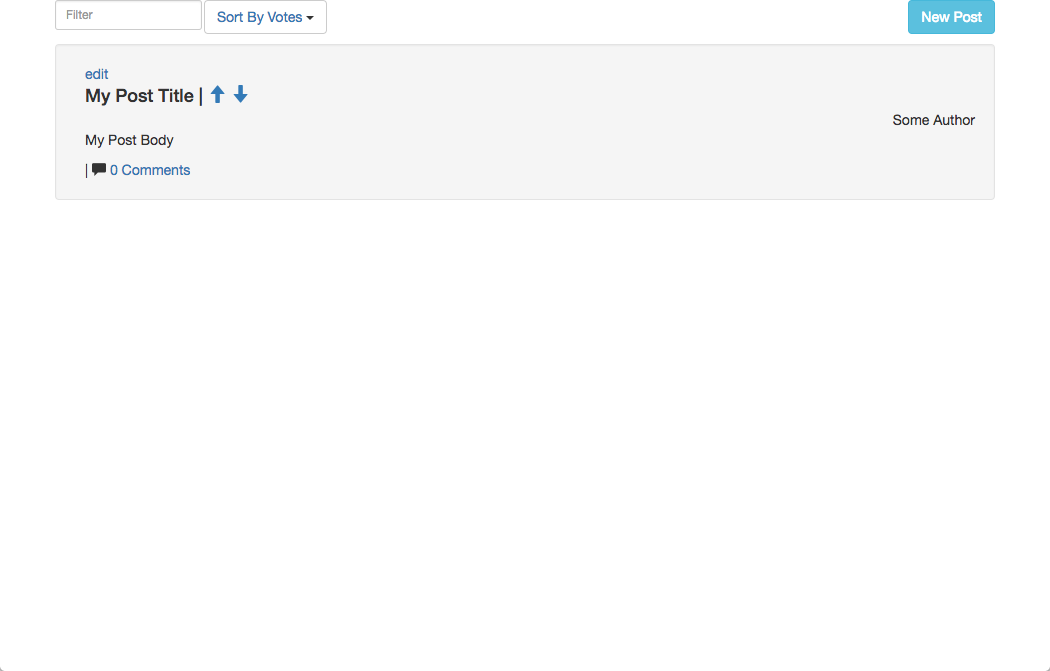 Filter Sort By Votes New Post
edit
My Post Title |
Some Author
My Post Body
| 0 Comments